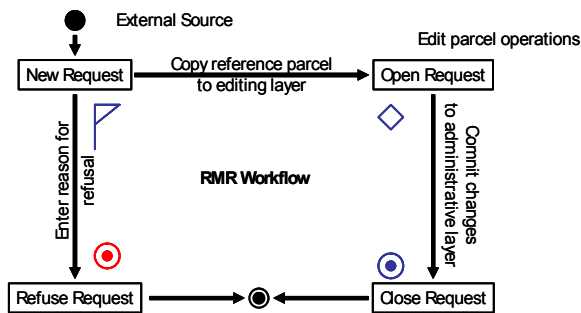 External Source
Edit parcel operations
New Request
Copy reference parcel
to editing layer
Open Request
Enter reason for
refusal
RMR Workflow
Commit changes
to administrative layer
Refuse Request
Close Request